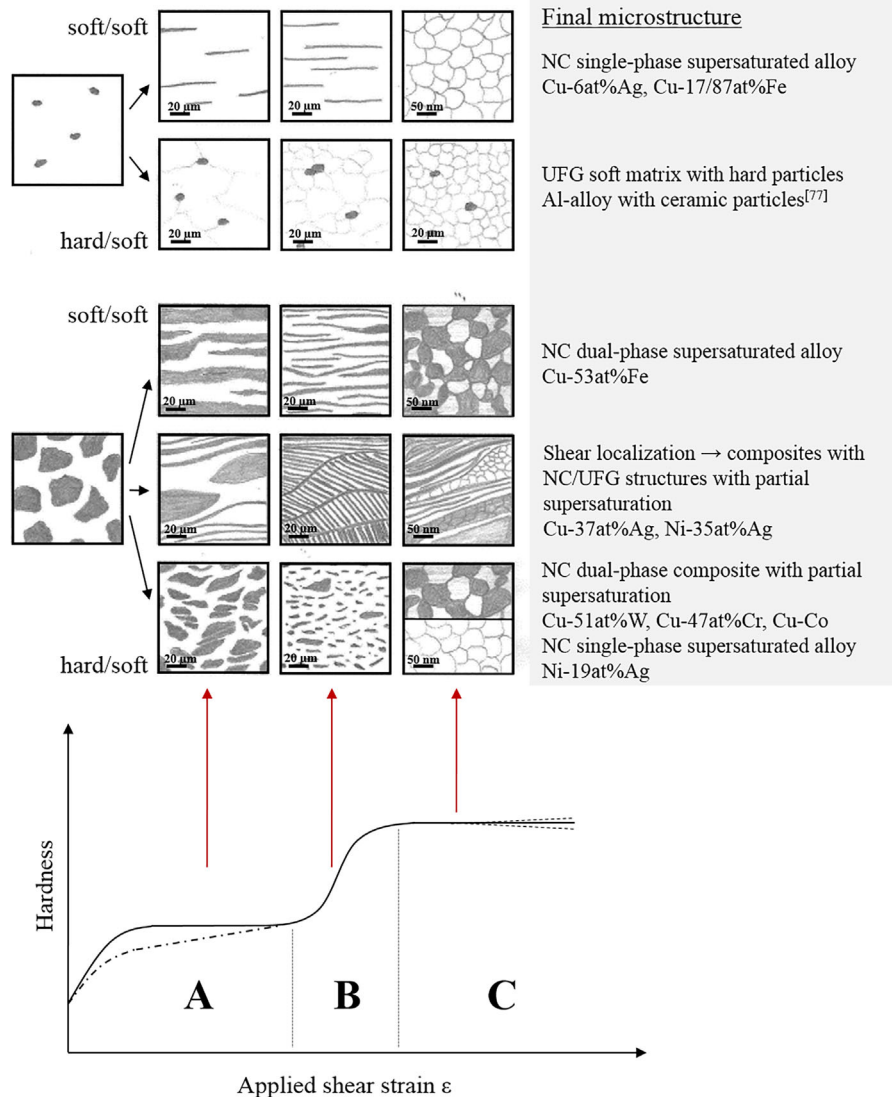 soft/soft
20 µm
20 µm
50 nm
Final microstructure
NC single-phase supersaturated alloy
Cu-6at%Ag, Cu-17/87at%Fe
20 µm
20 µm
20 µm
hard/soft
UFG soft matrix with hard particles
Al-alloy with ceramic particles[77]
soft/soft
20 µm
20 µm
50 nm
NC dual-phase supersaturated alloy
Cu-53at%Fe
20 µm
20 µm
50 nm
Shear localization → composites with
NC/UFG structures with partial
supersaturation
Cu-37at%Ag, Ni-35at%Ag
hard/soft
20 µm
20 µm
50 nm
NC dual-phase composite with partial
supersaturation
Cu-51at%W, Cu-47at%Cr, Cu-Co
NC single-phase supersaturated alloy
Ni-19at%Ag
Hardness
A
B
C
Applied shear strain ε